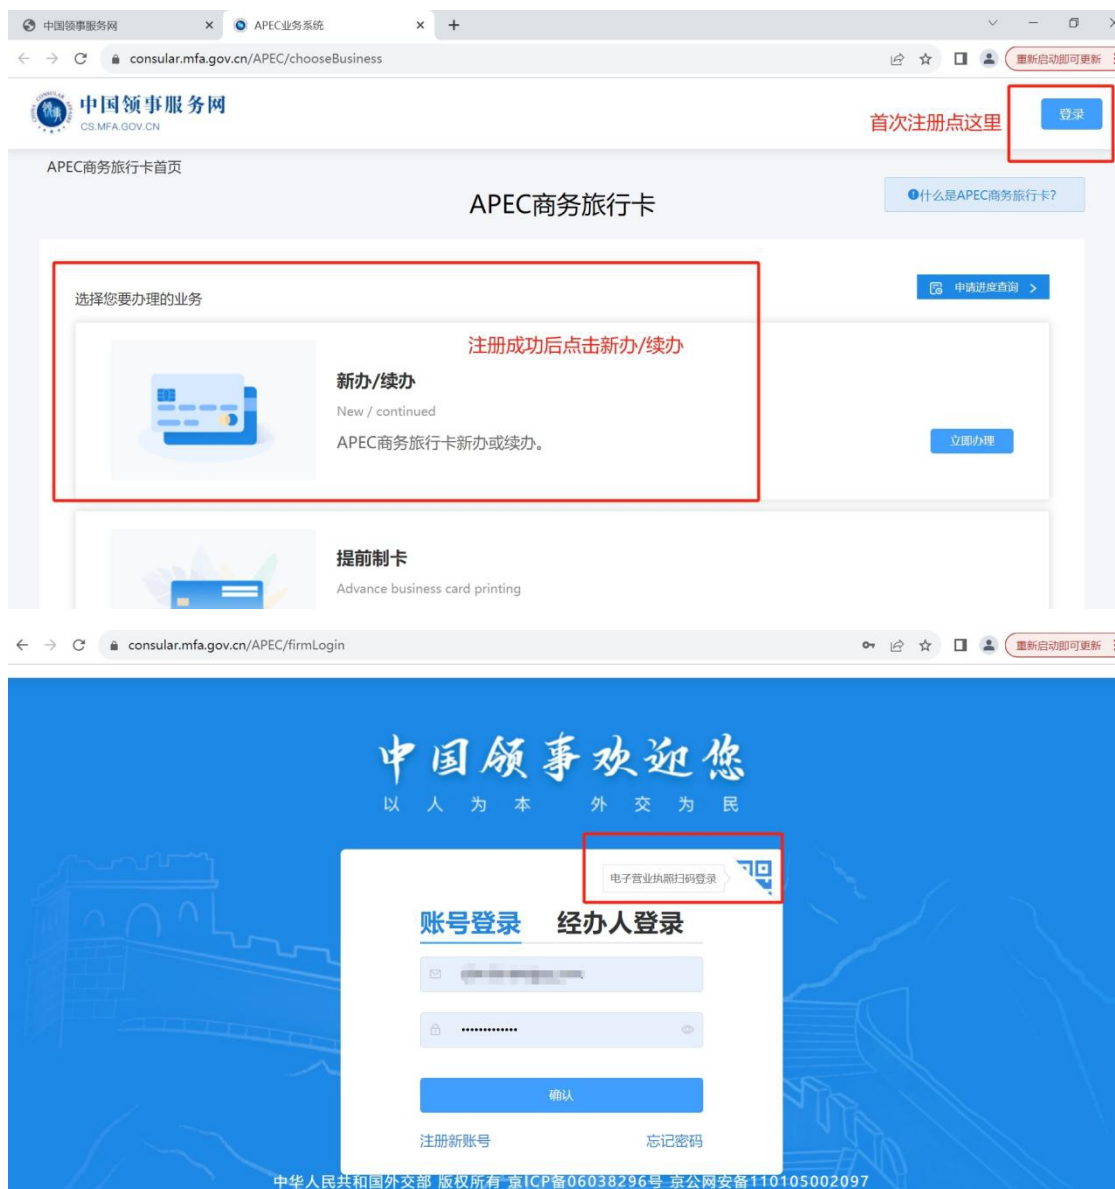 中国领事服务网
APEC业务系统
consular.mfa.gov.cn/APEC/chooseBusiness
重新启动即可更新
中国领事服务网
CS.MFA.GOV.CN
首次注册点这里
登录
APEC商务旅行卡首页
APEC商务旅行卡
什么是APEC商务旅行卡?
选择您要办理的业务
申请进度查询
注册成功后点击新办/续办
新办/续办
New / continued
APEC商务旅行卡新办或续办。
立即办理
提前制卡
Advance business card printing
consular.mfa.gov.cn/APEC/firmLogin
重新启动即可更新
中国领事欢迎您
以人为本 外交为民
电子营业执照扫码登录
账号登录 经办人登录
确认
注册新账号 忘记密码
中华人民共和国外交部 版权所有 京ICP备06038296号 京公网安备110105002097